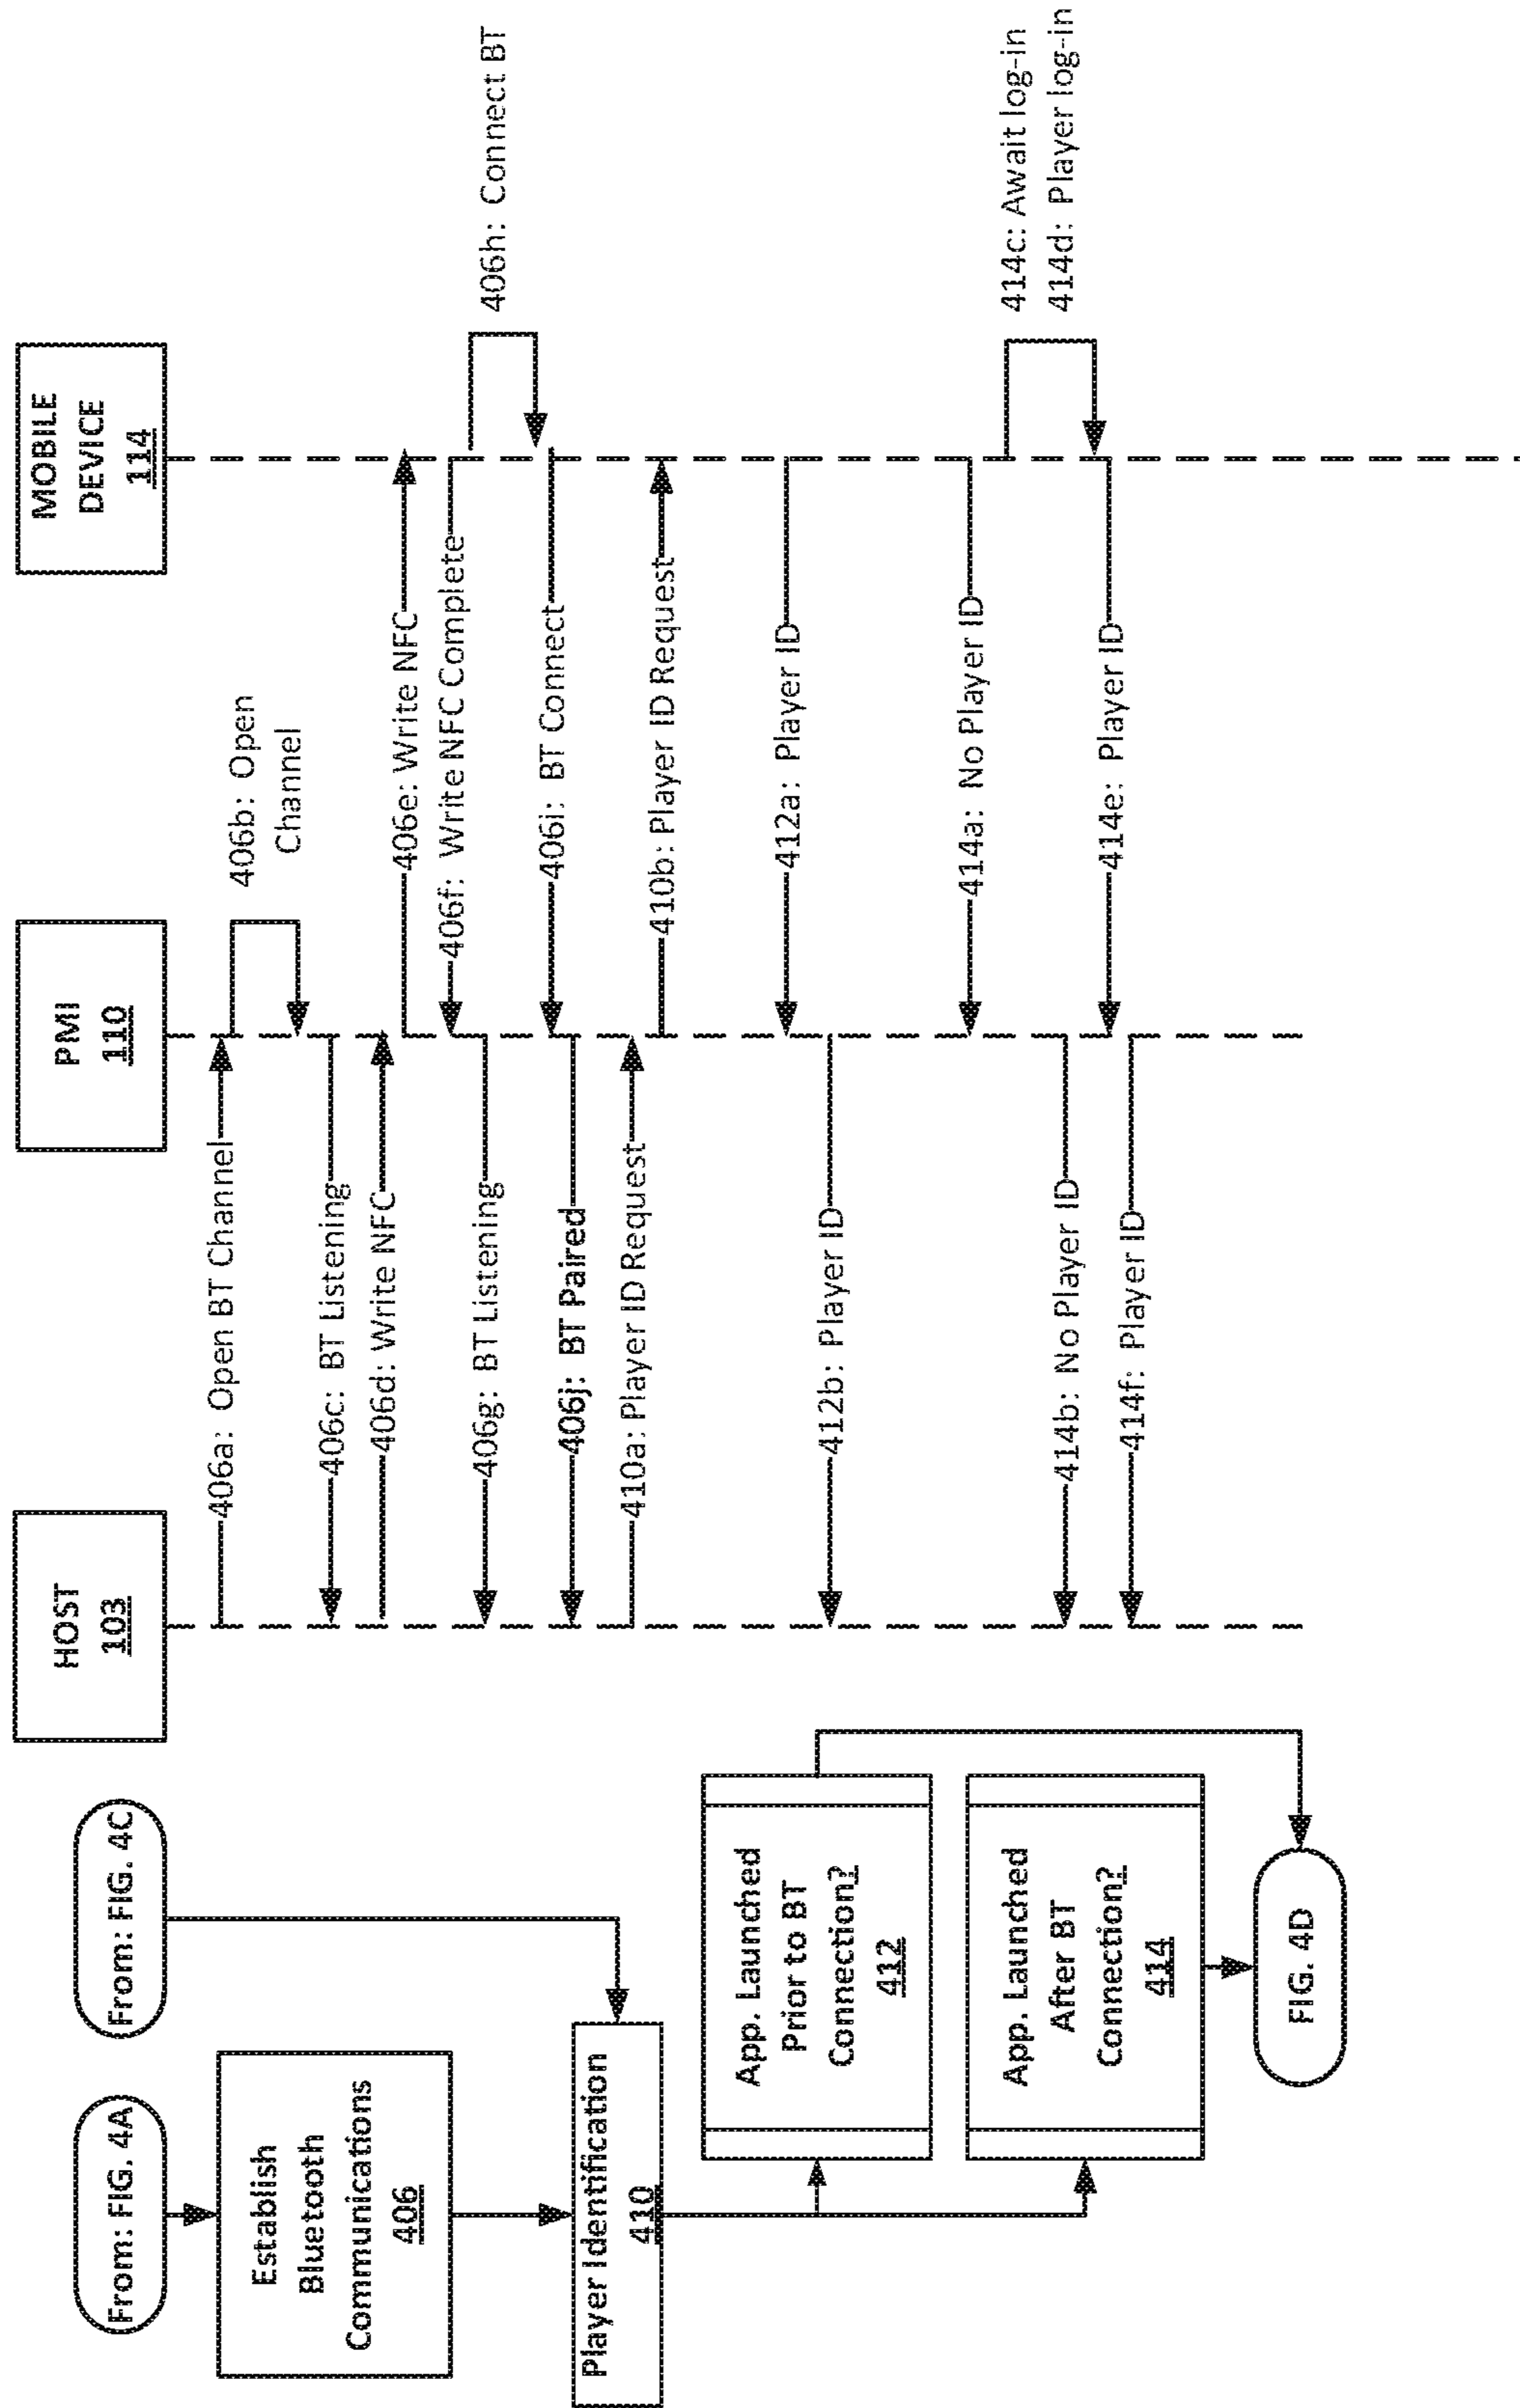 From: FIG. 4A
From: FIG. 4C
HOST
103
PMI
110
MOBILE
DEVICE
114
Establish
Bluetooth
Communications
406
406a: Open BT Channel
406b: Open
Channel
406c: BT Listening
406d: Write NFC
406e: Write NFC
406f: Write NFC Complete
406g: BT Listening
406h: Connect BT
406i: BT Connect
406j: BT Paired
Player Identification
410
410a: Player ID Request
410b: Player ID Request
App. Launched
Prior to BT
Connection?
412
412a: Player ID
412b: Player ID
App. Launched
After BT
Connection?
414
414a: No Player ID
414b: No Player ID
414c: Await log-in
414d: Player log-in
414e: Player ID
414f: Player ID
FIG. 4D